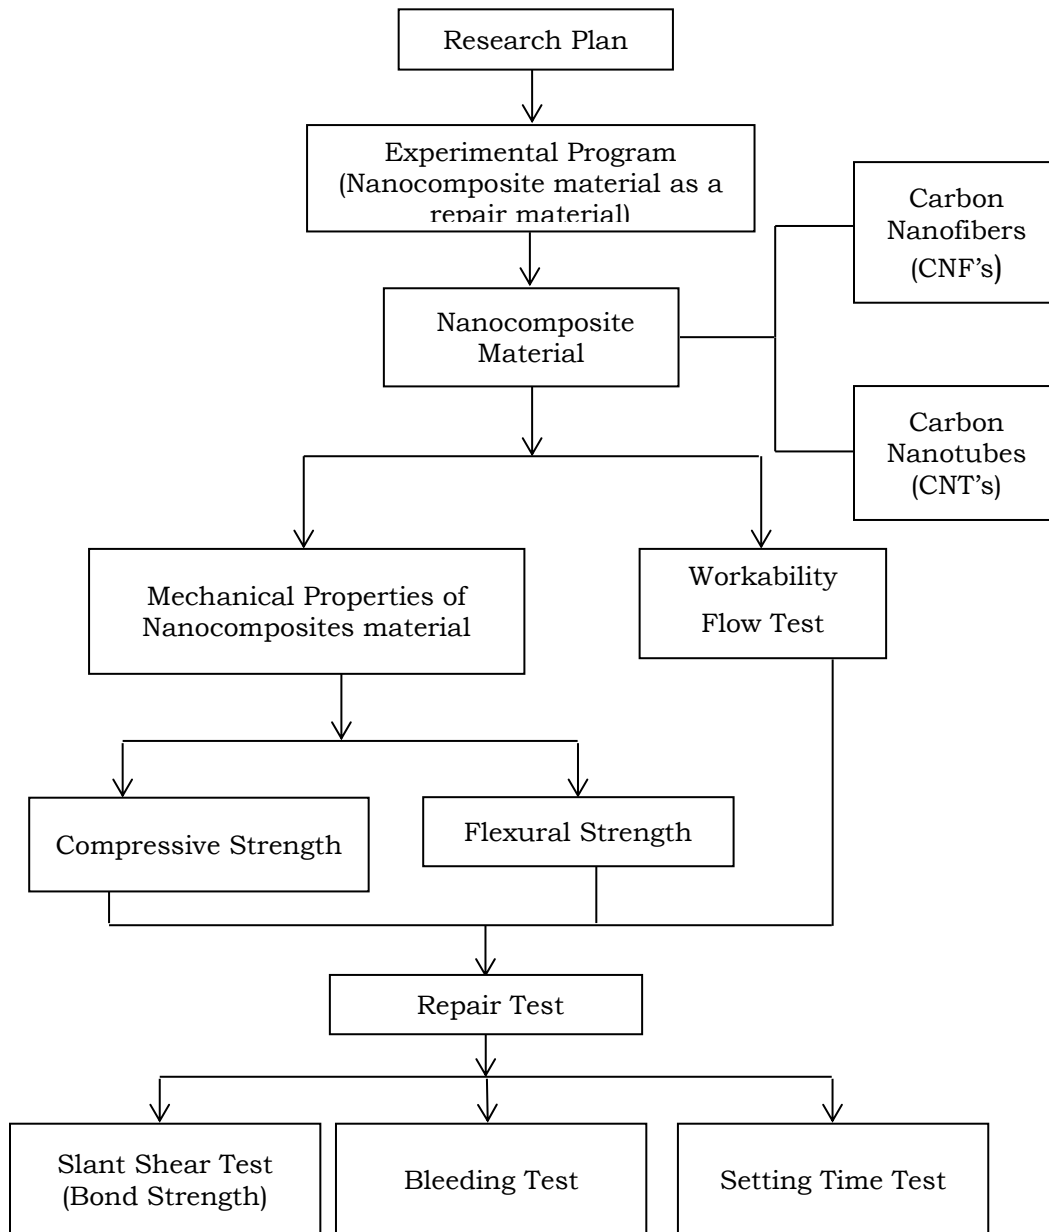 Research Plan
Experimental Program
(Nanocomposite material as a
repair material)
Carbon
Nanofibers
(CNF’s)
Nanocomposite
Material
Carbon
Nanotubes
(CNT’s)
Mechanical Properties of
Nanocomposites material
Workability
Flow Test
Compressive Strength
Flexural Strength
Repair Test
Slant Shear Test
(Bond Strength)
Bleeding Test
Setting Time Test